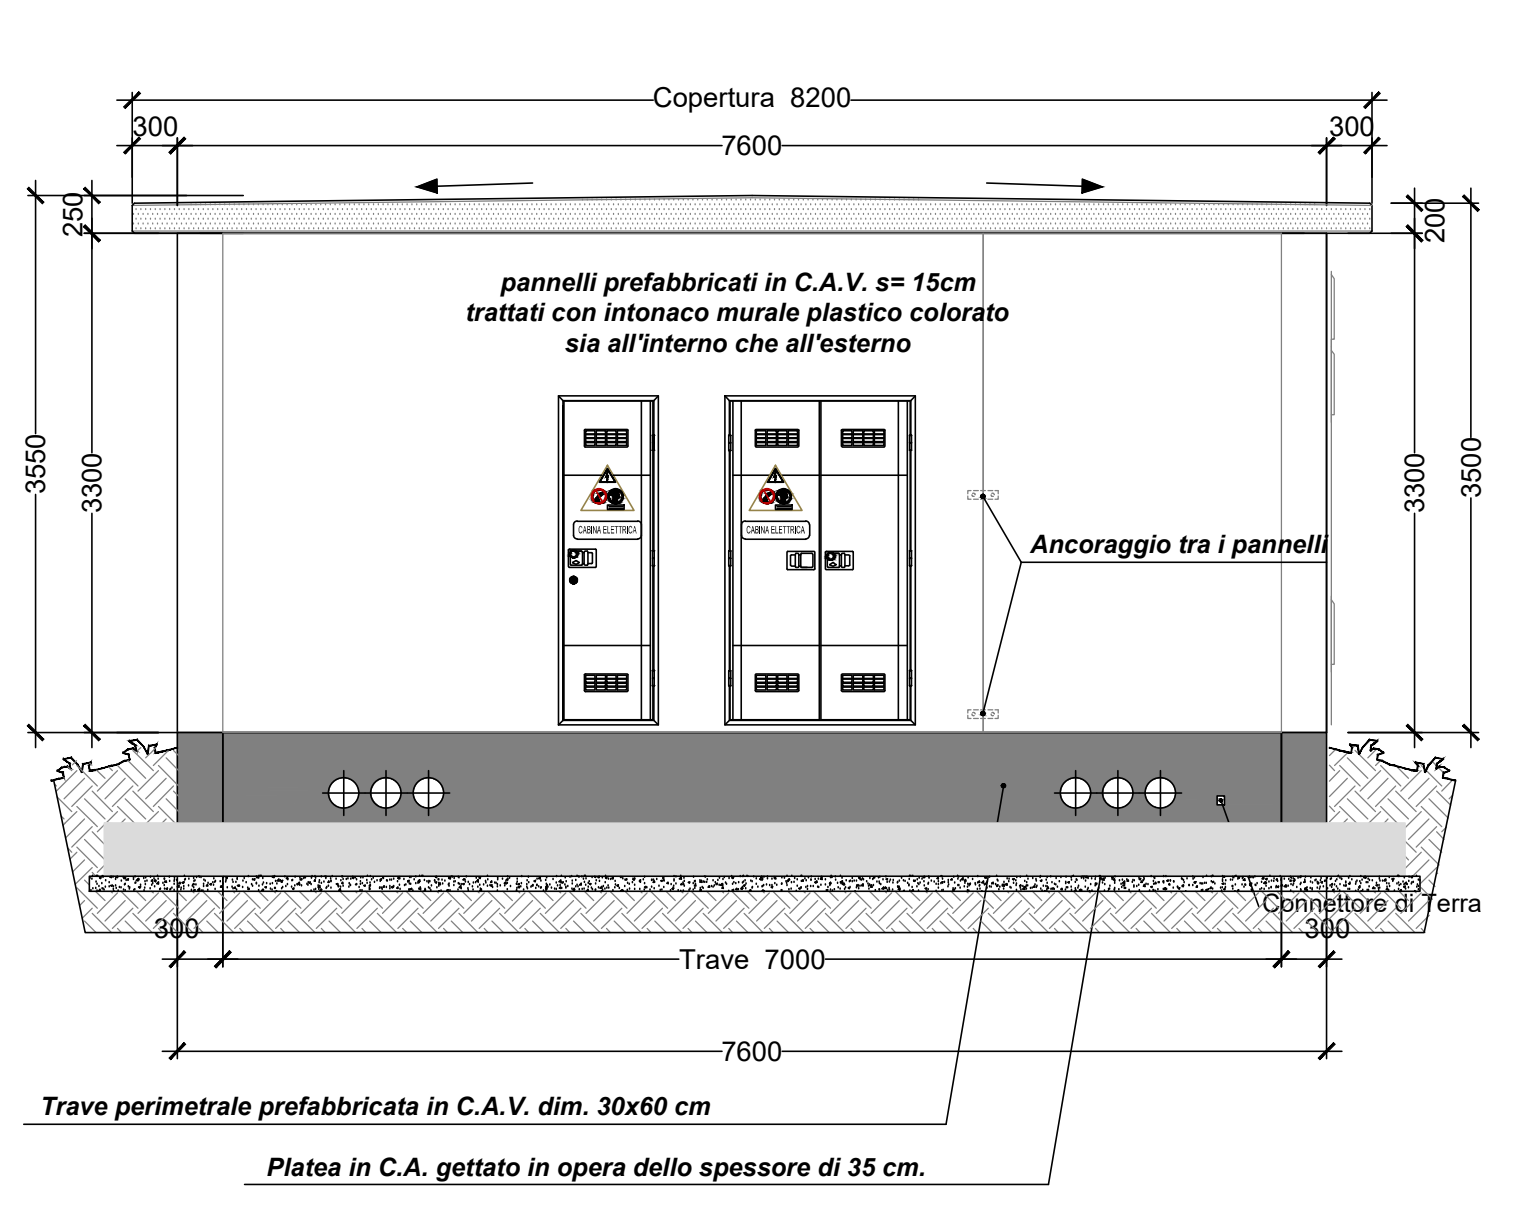 Copertura 8200
300
7600
300
250
200
pannelli prefabbricati in C.A.V. s= 15cm
trattati con intonaco murale plastico colorato
sia all'interno che all'esterno
3550
3300
3300
3500
CABINA ELETTRICA
CABINA ELETTRICA
Ancoraggio tra i pannelli
Connettore di Terra
300
300
Trave 7000
7600
Trave perimetrale prefabbricata in C.A.V. dim. 30x60 cm
Platea in C.A. gettato in opera dello spessore di 35 cm.